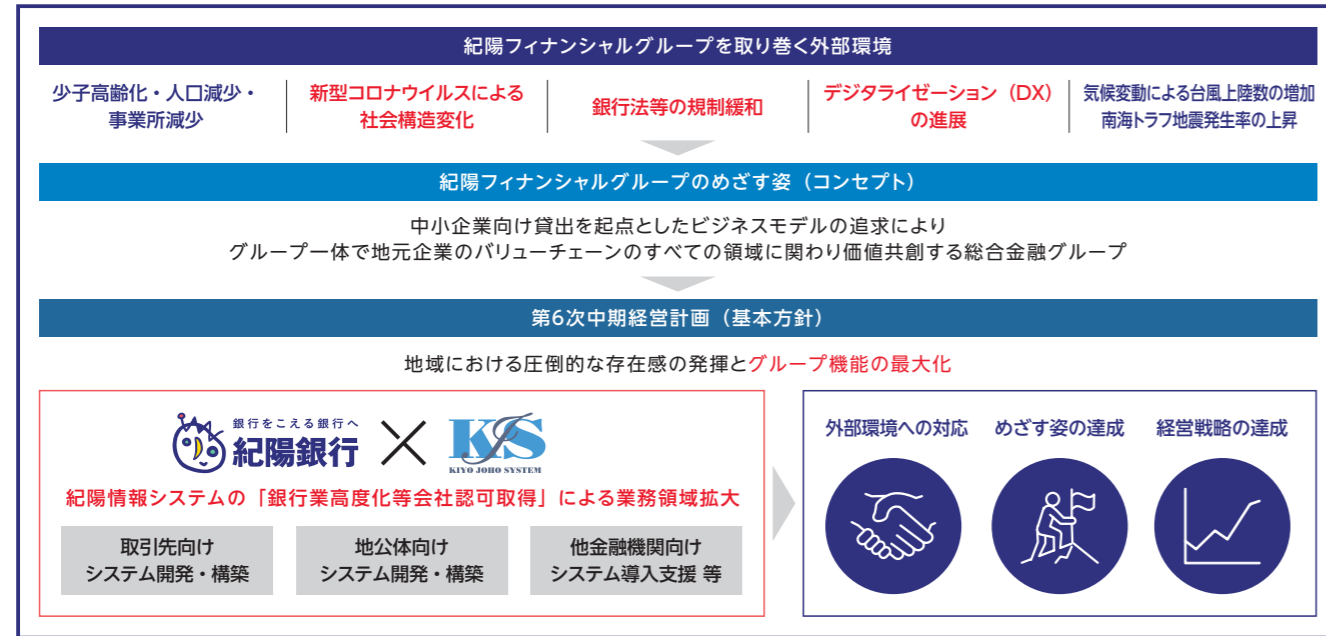 紀陽フィナンシャルグループを取り巻く外部環境
少子高齢化・人口減少・
事業所減少
新型コロナウイルスによる
社会構造変化
銀行法等の規制緩和
デジタライゼーション（DX）
の進展
気候変動による台風上陸数の増加
南海トラフ地震発生率の上昇
紀陽フィナンシャルグループのめざす姿（コンセプト）
中小企業向け貸出を起点としたビジネスモデルの追求により
グループ一体で地元企業のバリューチェーンのすべての領域に関わり価値共創する総合金融グループ
第6次中期経営計画（基本方針）
地域における圧倒的な存在感の発揮とグループ機能の最大化
銀行をこえる銀行へ
紀陽銀行
KJS
KIYO JOHO SYSTEM
紀陽情報システムの「銀行業高度化等会社認可取得」による業務領域拡大
取引先向け
システム開発・構築
地公体向け
システム開発・構築
他金融機関向け
システム導入支援 等
外部環境への対応
めざす姿の達成
経営戦略の達成